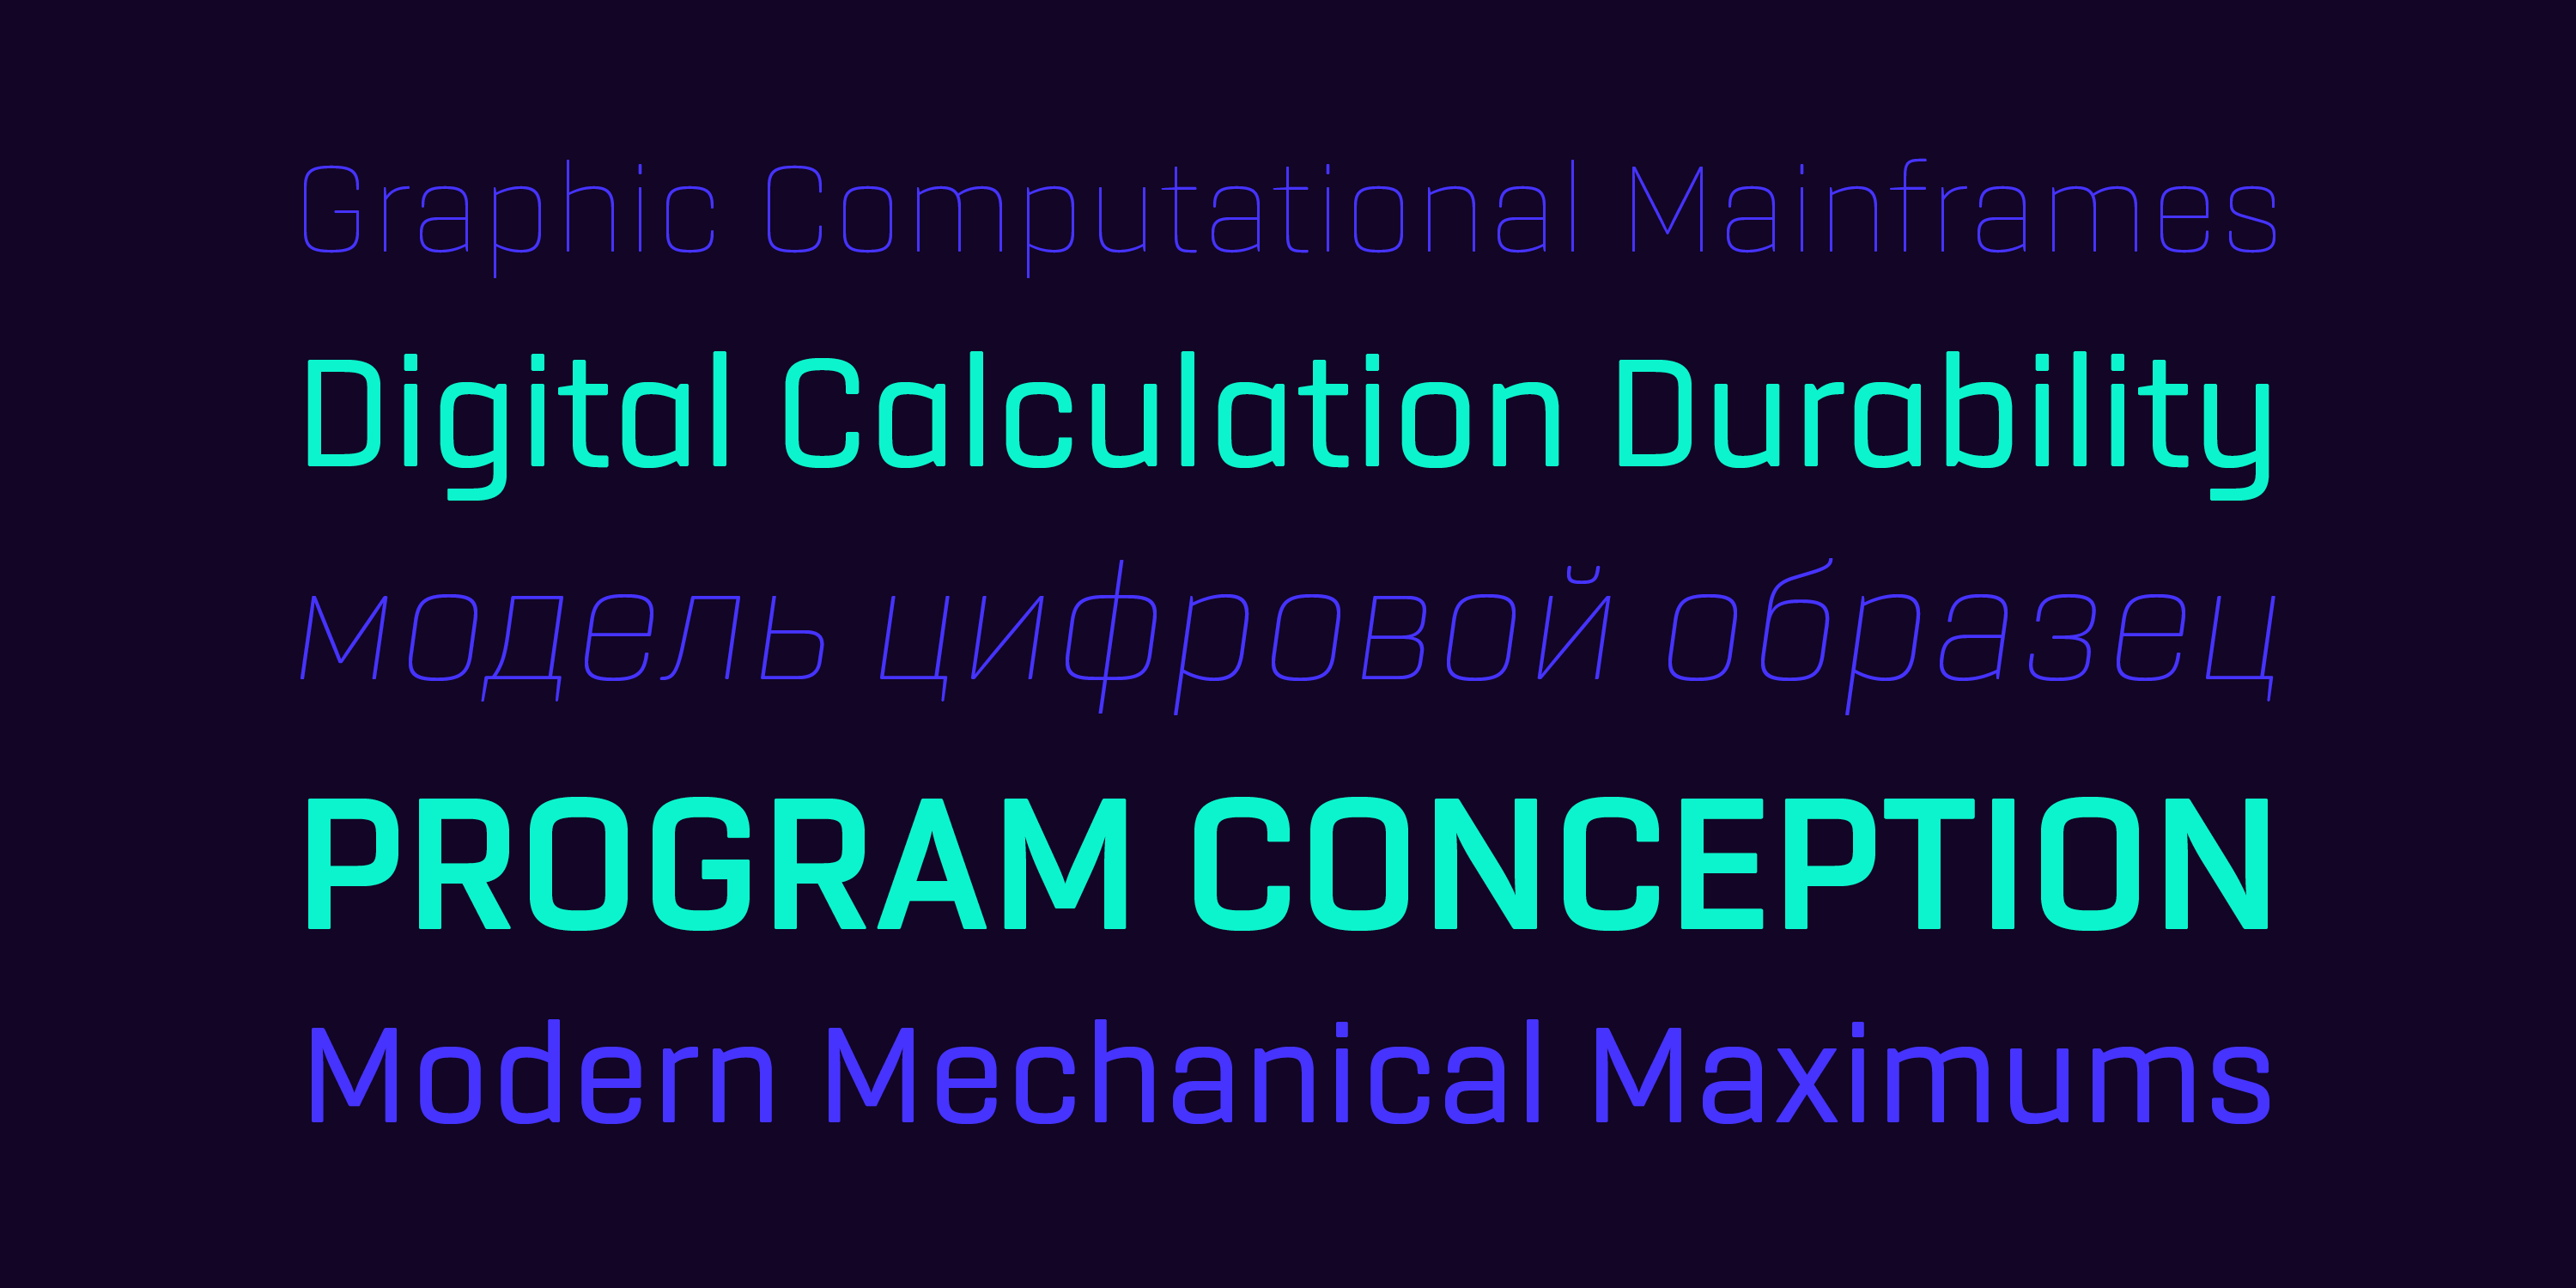 Graphic Computational Mainframes
Digital Calculation Durability
модель цифровой образец
PROGRAM CONCEPTION
Modern Mechanical Maximums